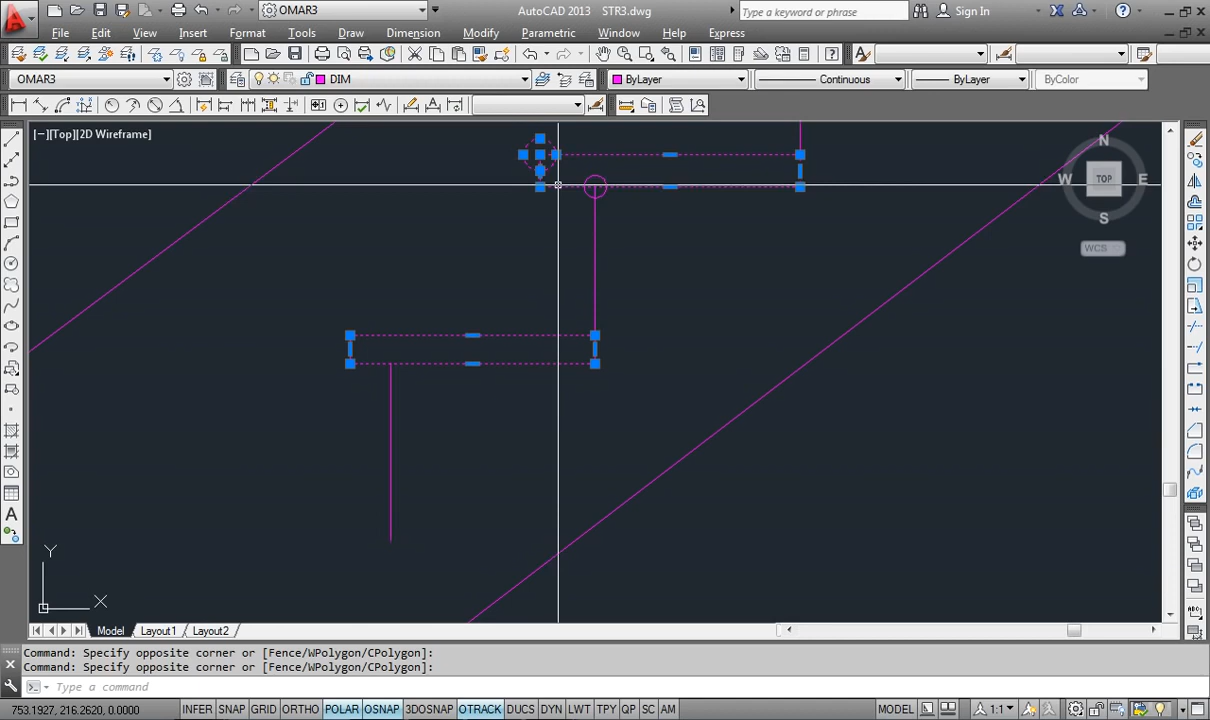 OMAR3
AutoCAD 2013
STR3.dwg
Type a keyword or phrase
Sign In
File
Edit
View
Insert
Format
Tools
Draw
Dimension
Modify
Parametric
Window
Help
Express
OMAR3
DIM
ByLayer
Continuous
ByLayer
ByColor
[−][Top][2D Wireframe]
N
W
TOP
E
S
WCS
Y
X
Model
Layout1
Layout2
Command: Specify opposite corner or [Fence/WPolygon/CPolygon]:
Command: Specify opposite corner or [Fence/WPolygon/CPolygon]:
Type a command
753.1927, 216.2620, 0.0000
INFER SNAP GRID ORTHO POLAR OSNAP 3DOSNAP OTRACK DUCS DYN LWT TPY QP SC AM
MODEL
1:1